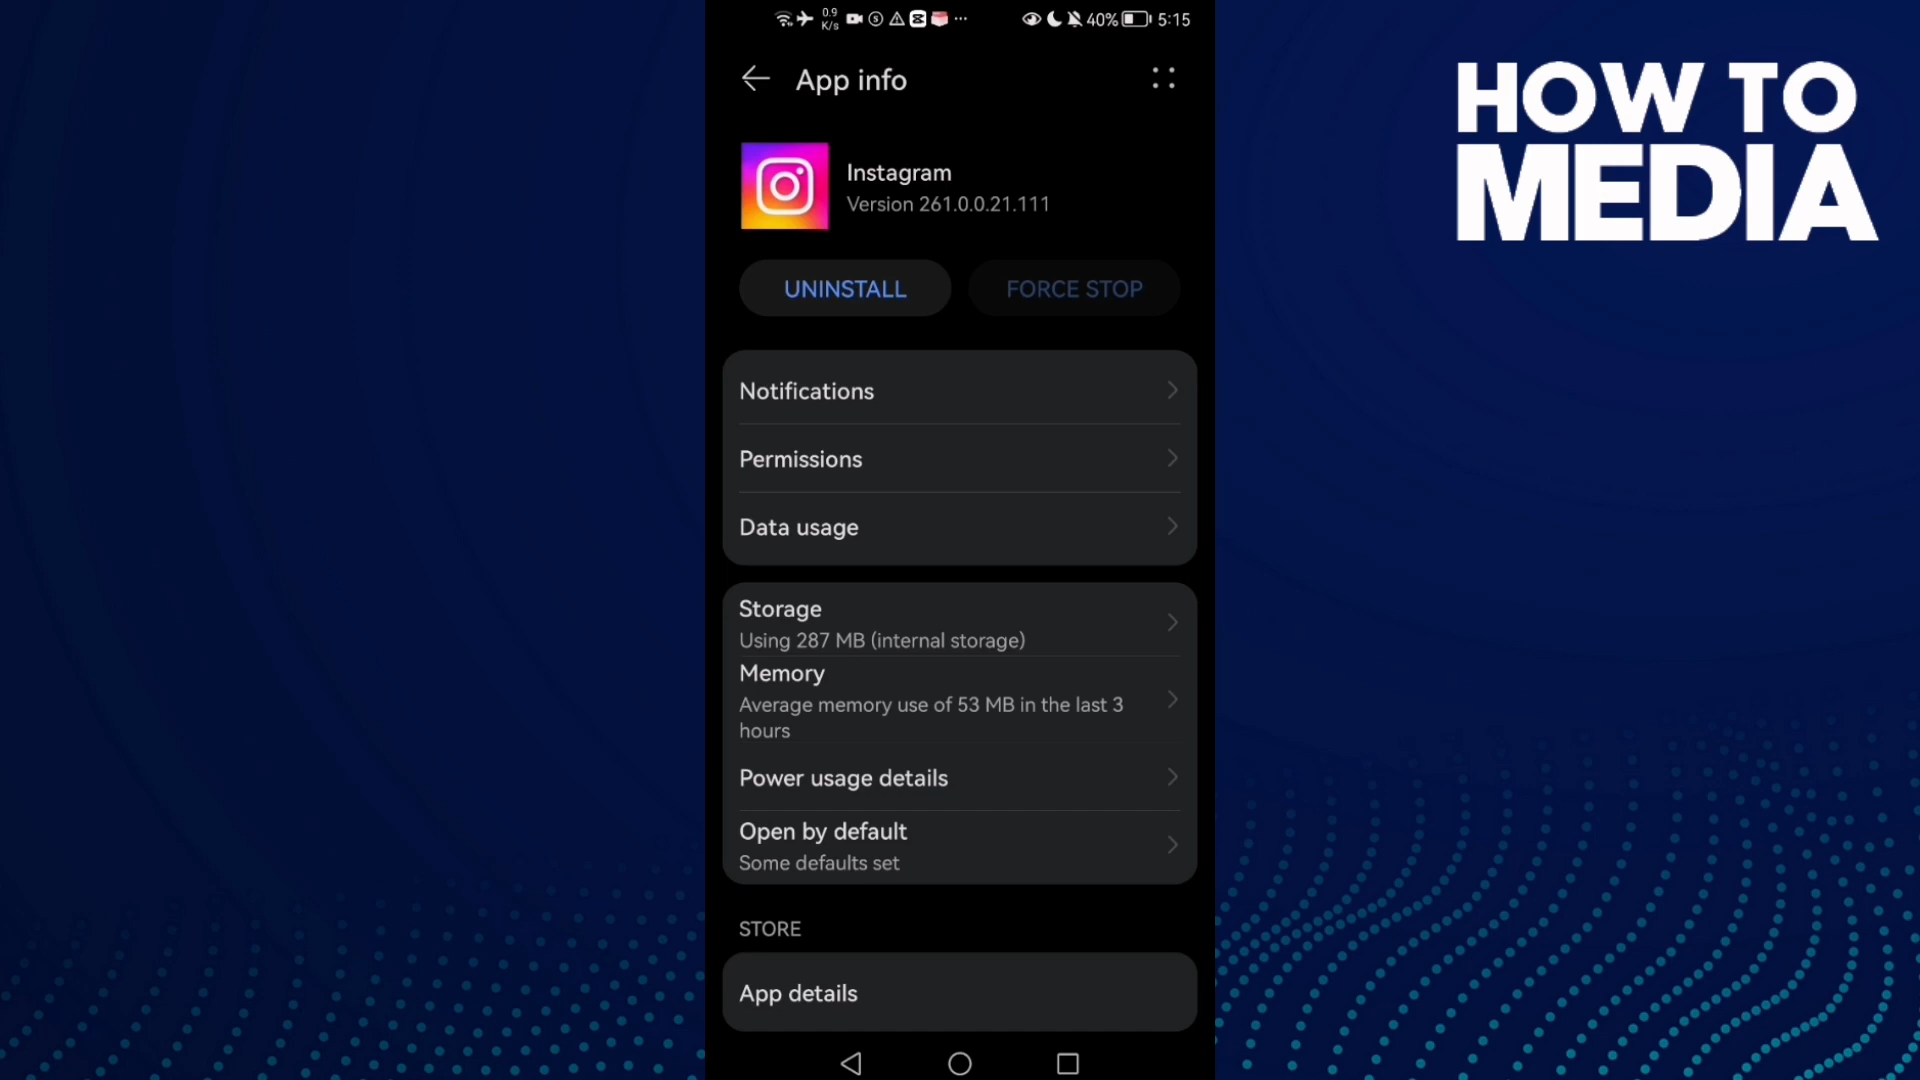 0.9
K/s
40%
5:15
App info
HOW TO
MEDIA
Instagram
Version 261.0.0.21.111
UNINSTALL
FORCE STOP
Notifications
Permissions
Data usage
Storage
Using 287 MB (internal storage)
Memory
Average memory use of 53 MB in the last 3
hours
Power usage details
Open by default
Some defaults set
STORE
App details